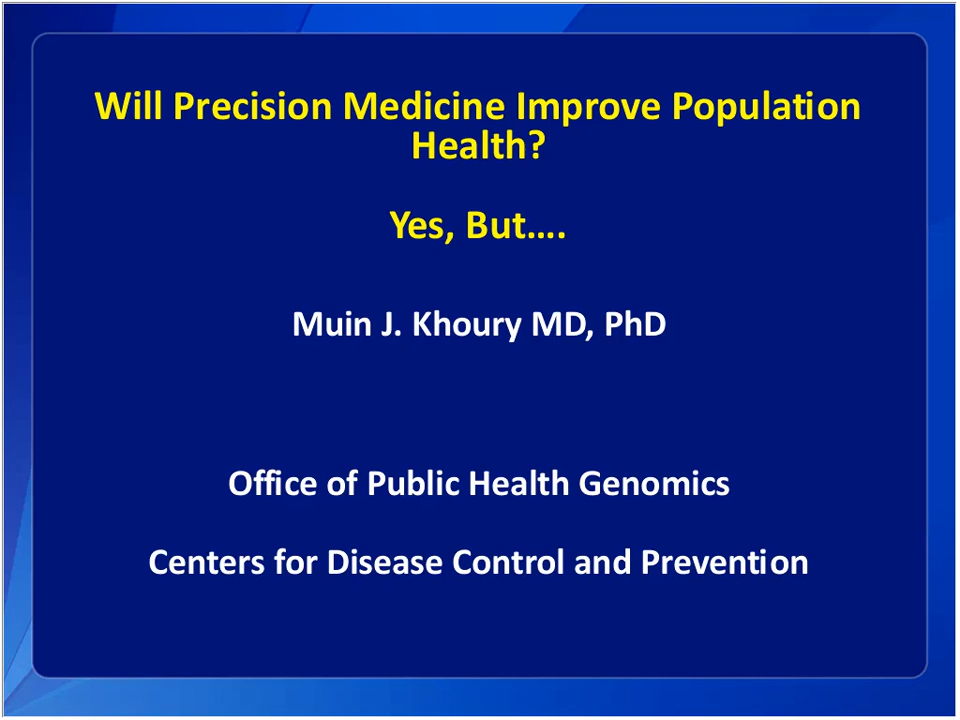 Will Precision Medicine Improve Population
Health?
Yes, But….
Muin J. Khoury MD, PhD
Office of Public Health Genomics
Centers for Disease Control and Prevention